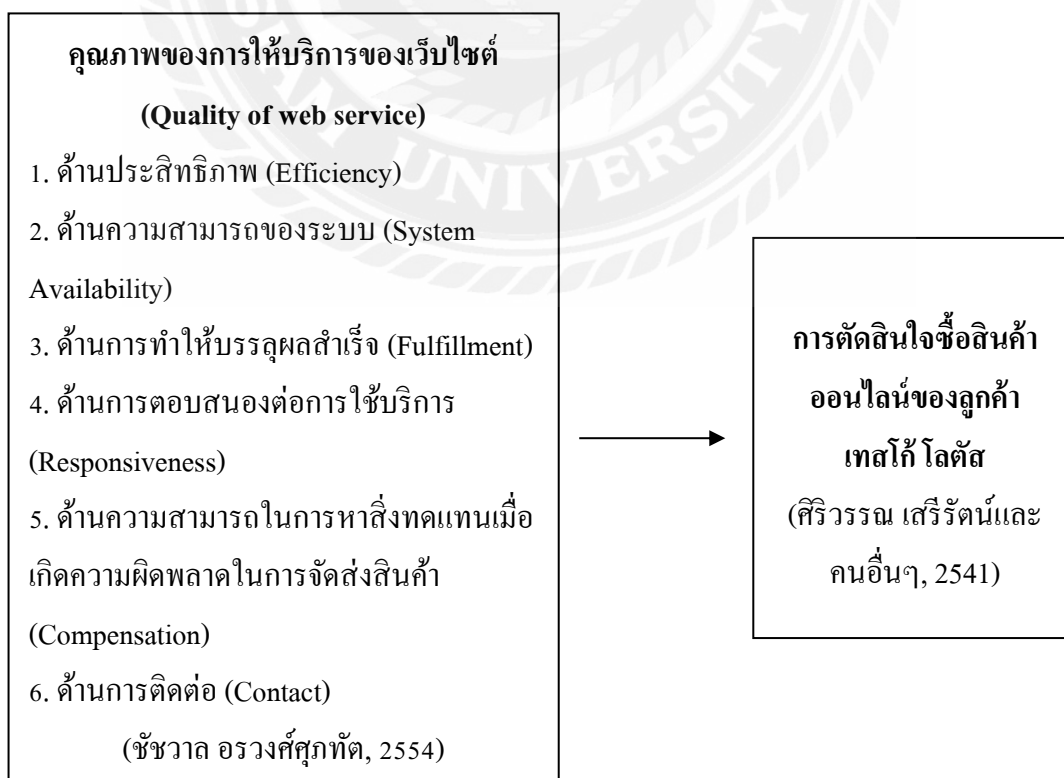 คุณภาพของการให้บริการของเว็บไซต์
(Quality of web service)
1. ด้านประสิทธิภาพ (Efficiency)
2. ด้านความสามารถของระบบ (System
Availability)
3. ด้านการทำให้บรรลุผลสำเร็จ (Fulfillment)
4. ด้านการตอบสนองต่อการใช้บริการ
(Responsiveness)
5. ด้านความสามารถในการหาสิ่งทดแทนเมื่อ
เกิดความผิดพลาดในการจัดส่งสินค้า
(Compensation)
6. ด้านการติดต่อ (Contact)
(ชัชวาล อรวงศ์ศุภทัต, 2554)
การตัดสินใจซื้อสินค้า
ออนไลน์ของลูกค้า
เทสโก้ โลตัส
(ศิริวรรณ เสรีรัตน์และ
คนอื่นๆ, 2541)
UNIVERSITY